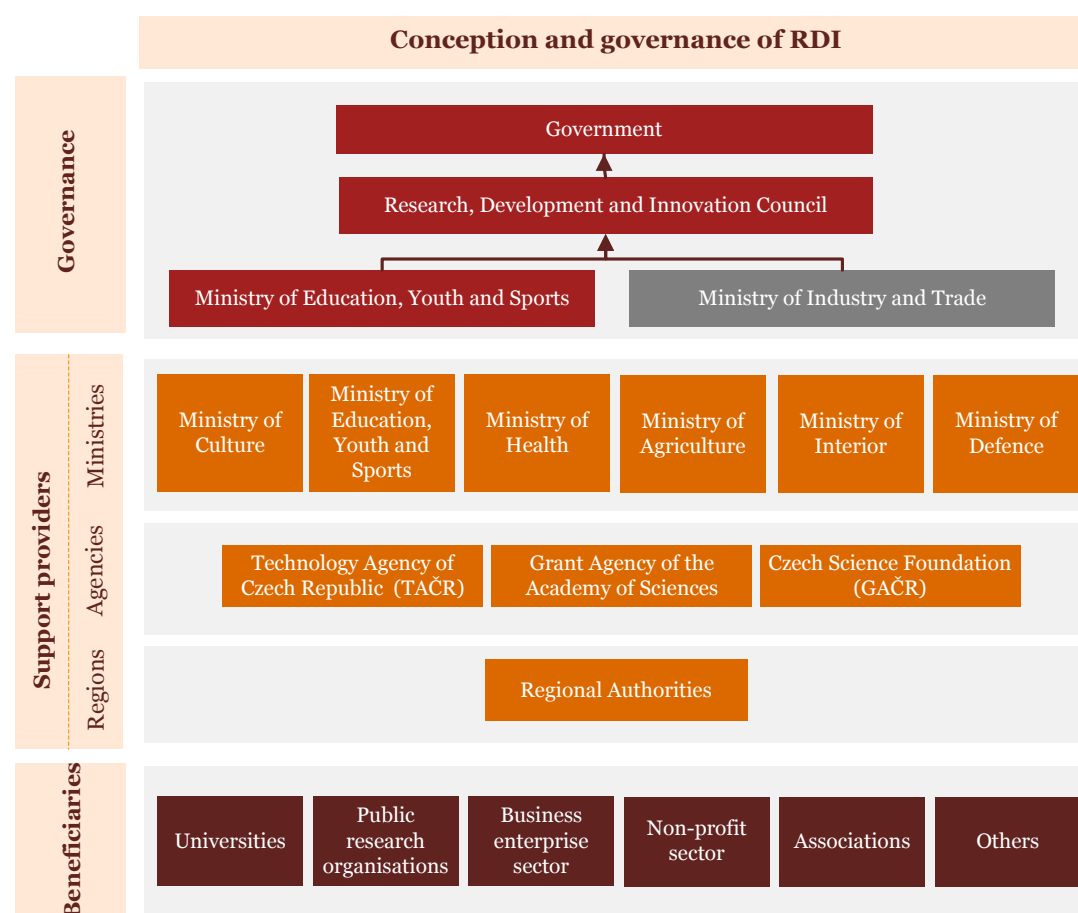 Conception and governance of RDI
Governance
Government
Research, Development and Innovation Council
Ministry of Education, Youth and Sports
Ministry of Industry and Trade
Support providers
Ministries
Ministry of
Culture
Ministry of
Education,
Youth and
Sports
Ministry of
Health
Ministry of
Agriculture
Ministry of
Interior
Ministry of
Defence
Agencies
Technology Agency of
Czech Republic (TAČR)
Grant Agency of the
Academy of Sciences
Czech Science Foundation
(GAČR)
Regions
Regional Authorities
Beneficiaries
Universities
Public
research
organisations
Business
enterprise
sector
Non-profit
sector
Associations
Others